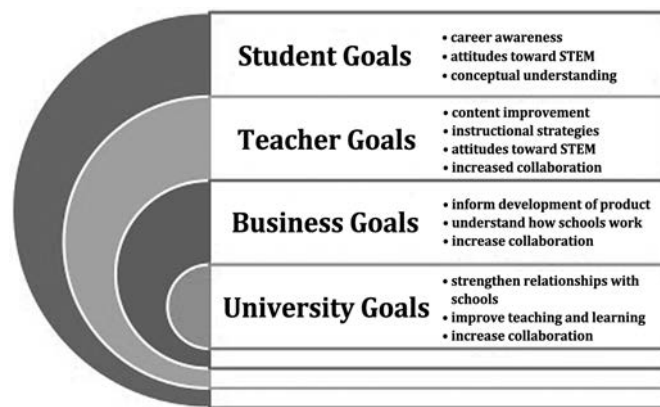 Student Goals
• career awareness
• attitudes toward STEM
• conceptual understanding
Teacher Goals
• content improvement
• instructional strategies
• attitudes toward STEM
• increased collaboration
Business Goals
• inform development of product
• understand how schools work
• increase collaboration
University Goals
• strengthen relationships with
schools
• improve teaching and learning
• increase collaboration